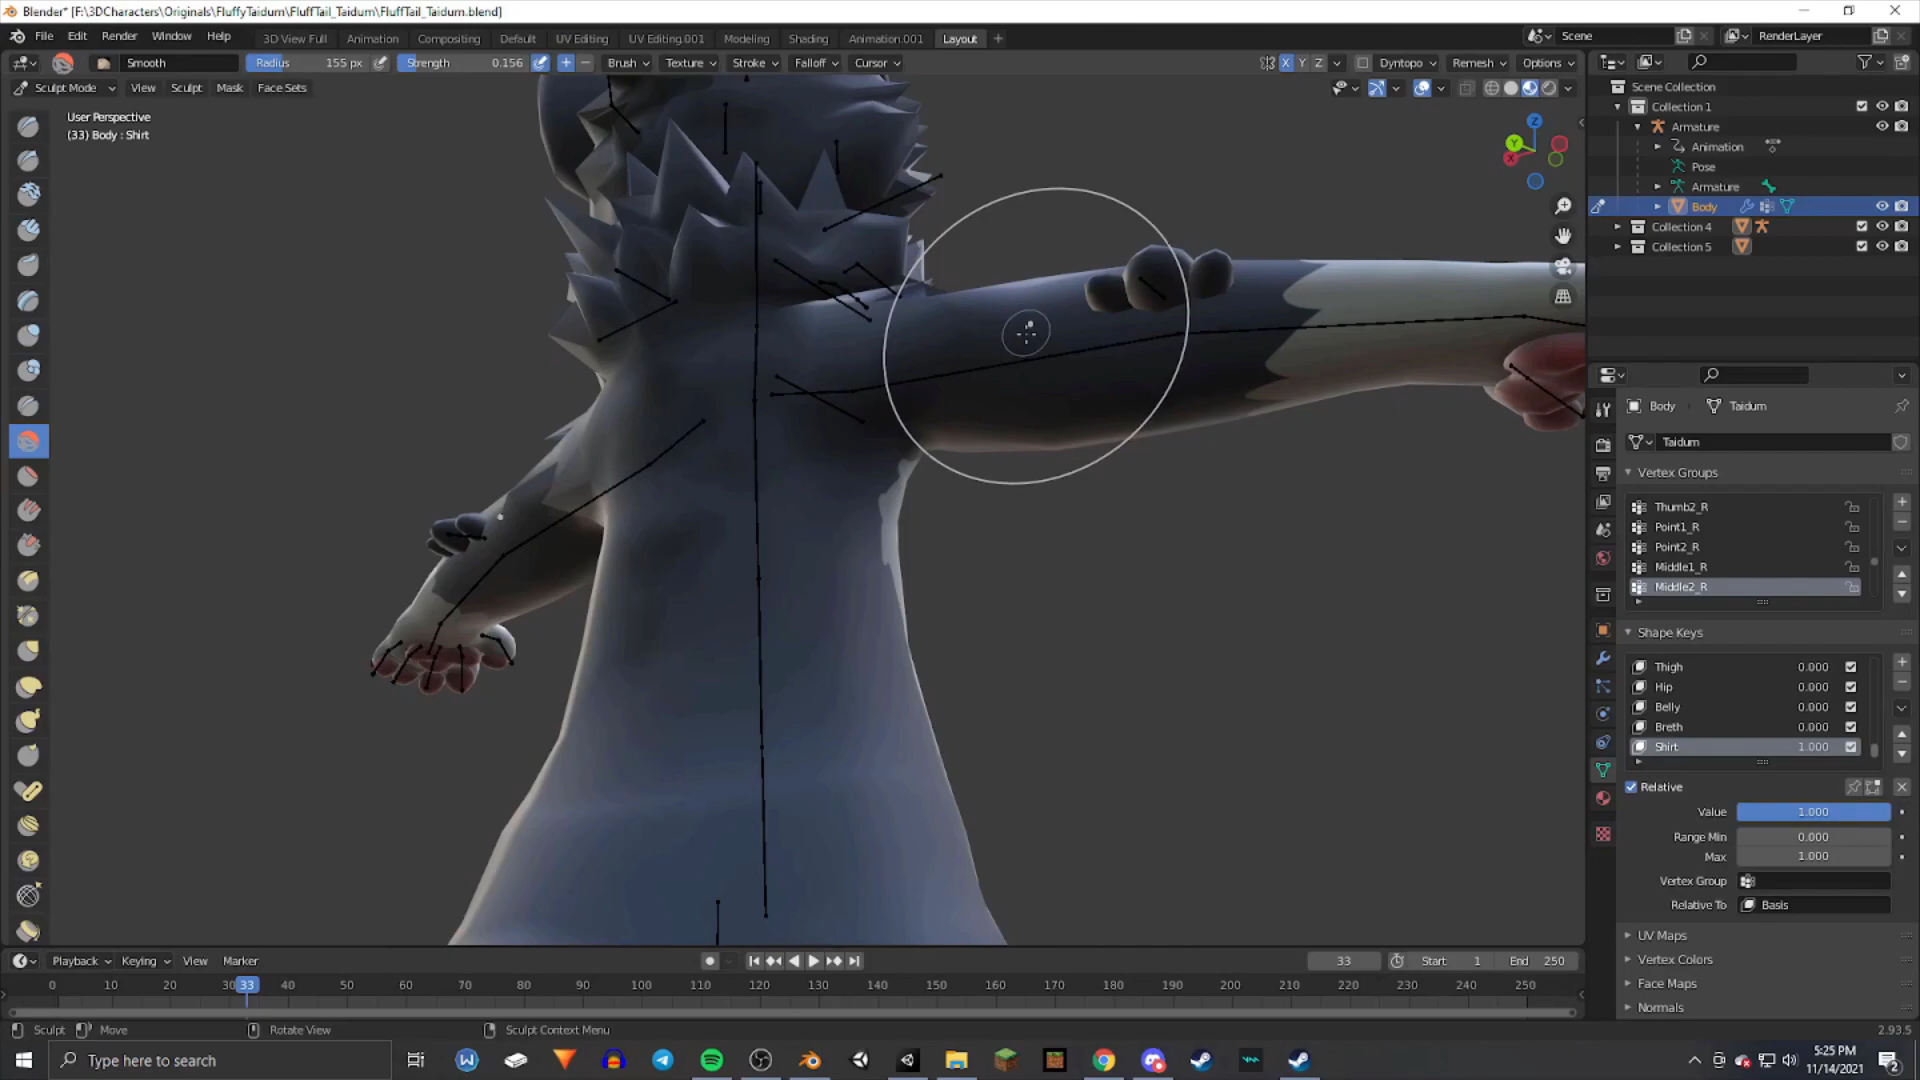 Blender* [F:\3DCharacters\Originals\FluffyTaidum\FluffTail_Taidum\FluffTail_Taidum.blend]
File Edit Render Window Help
3D View Full Animation Compositing Default UV Editing UV Editing.001 Modeling Shading Animation.001 Layout +
Scene RenderLayer
Smooth Radius 155 px Strength 0.156 Brush Texture Stroke Falloff Cursor X Y Z Dyntopo Remesh Options
Sculpt Mode View Sculpt Mask Face Sets
User Perspective
(33) Body : Shirt
Z
Y
X
Scene Collection
Collection 1
Armature
Animation
Pose
Armature
Body
Collection 4
Collection 5
Body Taidum
Taidum
Vertex Groups
Thumb2_R
Point1_R
Point2_R
Middle1_R
Middle2_R
Shape Keys
Thigh 0.000
Hip 0.000
Belly 0.000
Breth 0.000
Shirt 1.000
Relative
Value 1.000
Range Min 0.000
Max 1.000
Vertex Group
Relative To Basis
UV Maps
Vertex Colors
Face Maps
Normals
Playback Keying View Marker 33 Start 1 End 250
0 10 20 30 33 40 50 60 70 80 90 100 110 120 130 140 150 160 170 180 190 200 210 220 230 240 250
Sculpt Move Rotate View Sculpt Context Menu 2.93.5
Type here to search
5:25 PM
11/14/2021
2